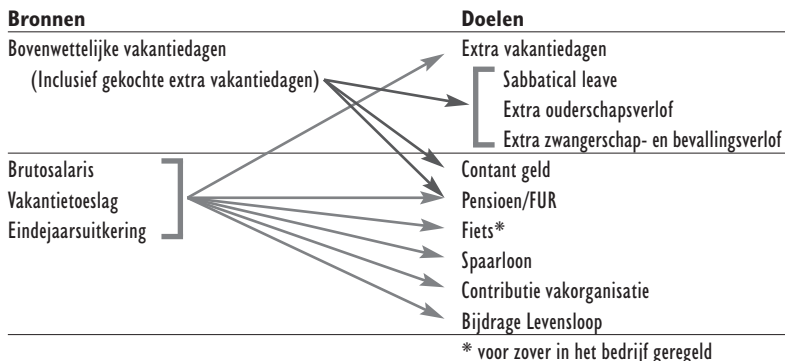 Bronnen
Doelen
Bovenwettelijke vakantiedagen
(Inclusief gekochte extra vakantiedagen)
Extra vakantiedagen
Sabbatical leave
Extra ouderschapsverlof
Extra zwangerschap- en bevallingsverlof
Brutosalaris
Vakantietoeslag
Eindejaarsuitkering
Contant geld
Pensioen/FUR
Fiets*
Spaarloon
Contributie vakorganisatie
Bijdrage Levensloop
* voor zover in het bedrijf geregeld